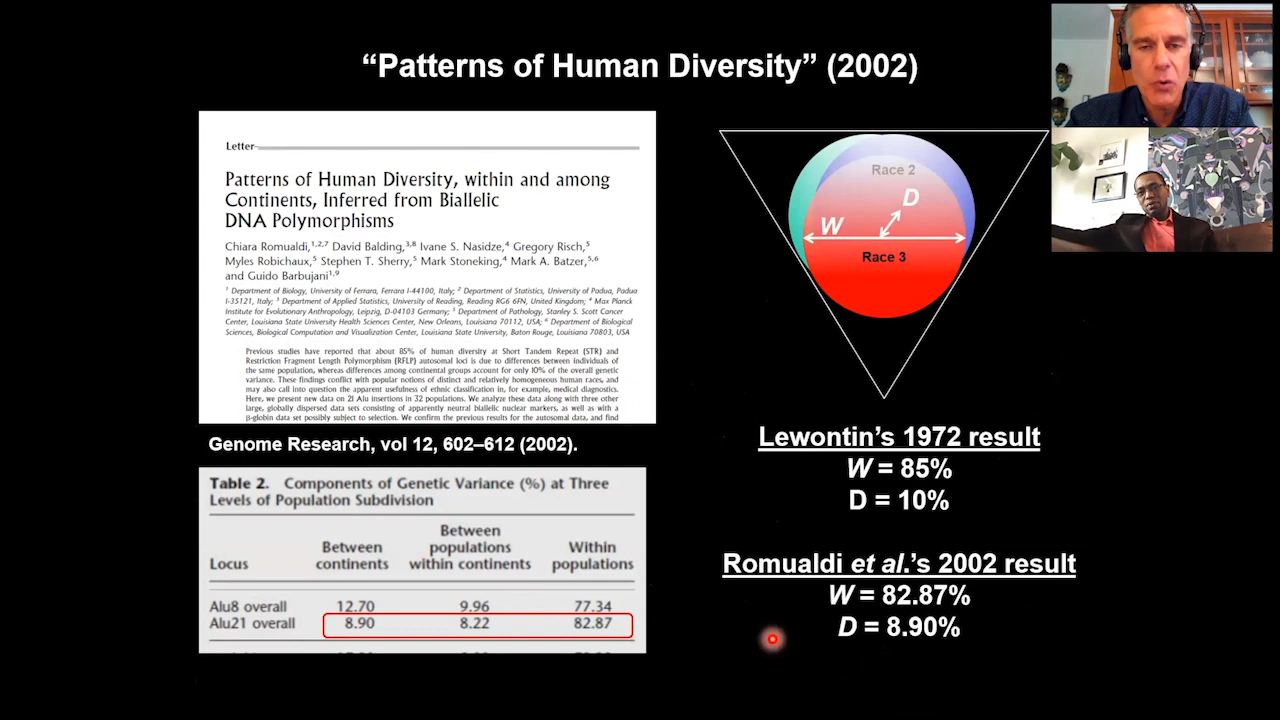 “Patterns of Human Diversity” (2002)
Letter
Patterns of Human Diversity, within and among
Continents, Inferred from Biallelic
DNA Polymorphisms
Chiara Romualdi,1,2,7 David Balding,3,8 Ivane S. Nasidze,4 Gregory Risch,5
Myles Robichaux,5 Stephen T. Sherry,5 Mark Stoneking,4 Mark A. Batzer,5,6
and Guido Barbujani1,9
1 Department of Biology, University of Ferrara, Ferrara I-44100, Italy; 2 Department of Statistics, University of Padua, Padua
I-35121, Italy; 3 Department of Applied Statistics, University of Reading, Reading RG6 6FN, United Kingdom; 4 Max Planck
Institute for Evolutionary Anthropology, Leipzig, D-04103 Germany; 5 Department of Pathology, Stanley S. Scott Cancer
Center, Louisiana State University Health Sciences Center, New Orleans, Louisiana 70112, USA; 6 Department of Biological
Sciences, Biological Computation and Visualization Center, Louisiana State University, Baton Rouge, Louisiana 70803, USA
Previous studies have reported that about 85% of human diversity at Short Tandem Repeat (STR) and
Restriction Fragment Length Polymorphism (RFLP) autosomal loci is due to differences between individuals of
the same population, whereas differences among continental groups account for only 10% of the overall genetic
variance. These findings conflict with popular notions of distinct and relatively homogeneous human races, and
may also call into question the apparent usefulness of ethnic classification in, for example, medical diagnostics.
Here, we present new data on 21 Alu insertions in 32 populations. We analyze these data along with three other
large, globally dispersed data sets consisting of apparently neutral biallelic nuclear markers, as well as with a
β-globin data set possibly subject to selection. We confirm the previous results for the autosomal data, and find
Genome Research, vol 12, 602–612 (2002).
Table 2. Components of Genetic Variance (%) at Three
Levels of Population Subdivision
Locus Between continents Between populations within continents Within populations
Alu8 overall 12.70 9.96 77.34
Alu21 overall 8.90 8.22 82.87
Race 2
D
W
Race 3
Lewontin’s 1972 result
W = 85%
D = 10%
Romualdi et al.’s 2002 result
W = 82.87%
D = 8.90%